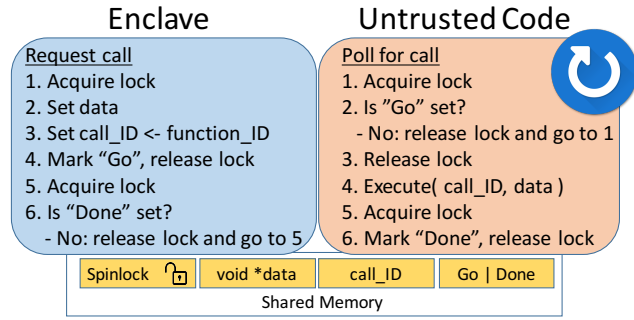 Enclave
Request call
1. Acquire lock
2. Set data
3. Set call_ID <- function_ID
4. Mark “Go”, release lock
5. Acquire lock
6. Is “Done” set?
- No: release lock and go to 5
Untrusted Code
Poll for call
1. Acquire lock
2. Is ”Go” set?
- No: release lock and go to 1
3. Release lock
4. Execute( call_ID, data )
5. Acquire lock
6. Mark “Done”, release lock
Spinlock
void *data
call_ID
Go | Done
Shared Memory